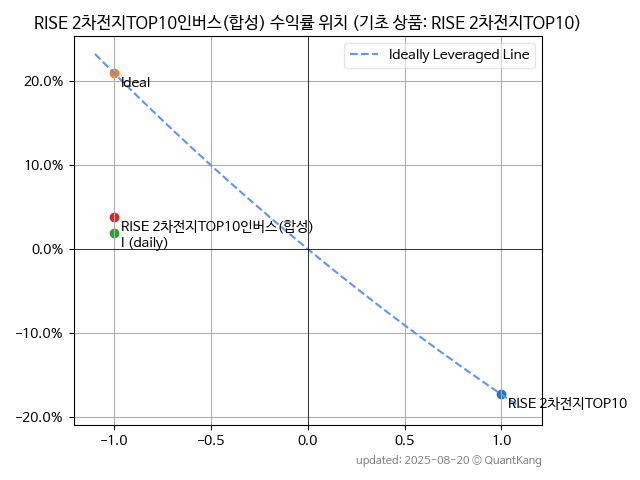 RISE 2차전지TOP10인버스(합성) 수익률 위치 (기초 상품: RISE 2차전지TOP10)
Ideally Leveraged Line
20.0%
Ideal
10.0%
RISE 2차전지TOP10인버스(합성)
I (daily)
0.0%
−10.0%
RISE 2차전지TOP10
−20.0%
−1.0
−0.5
0.0
0.5
1.0
updated: 2025-08-20 © QuantKang